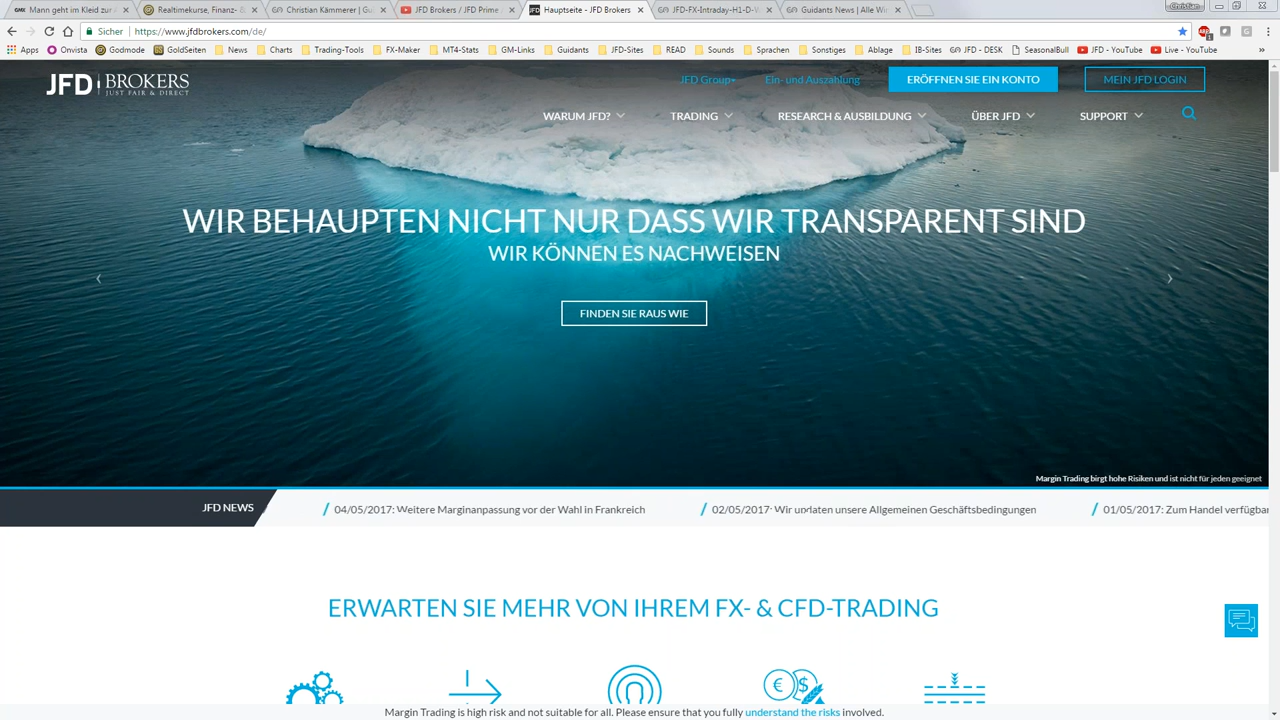 Mann geht im Kleid zur A
Realtimekurse, Finanz- &
Christian Kämmerer | Gu
JFD Brokers / JFD Prime
Hauptseite - JFD Brokers
JFD-FX-Intraday-H1-D-W
Guidants News | Alle Wi
Christian
Sicher
https://www.jfdbrokers.com/de/
Apps
Onvista
Godmode
GoldSeiten
News
Charts
Trading-Tools
FX-Maker
MT4-Stats
Onl-Links
Guidants
JFD-Sites
READ
Sounds
Sprachen
Sonstiges
Ablage
IB-Sites
JFD - DESK
SeasonalBull
JFD - YouTube
Live - YouTube
»
JFD | BROKERS
JUST FAIR & DIRECT
JFD Group
Ein- und Auszahlung
ERÖFFNEN SIE EIN KONTO
MEIN JFD LOGIN
WARUM JFD?
TRADING
RESEARCH & AUSBILDUNG
ÜBER JFD
SUPPORT
WIR BEHAUPTEN NICHT NUR DASS WIR TRANSPARENT SIND
WIR KÖNNEN ES NACHWEISEN
FINDEN SIE RAUS WIE
Margin Trading birgt hohe Risiken und ist nicht für jeden geeignet
JFD NEWS
/ 04/05/2017: Weitere Marginanpassung vor der Wahl in Frankreich
/ 02/05/2017: Wir updaten unsere Allgemeinen Geschäftsbedingungen
/ 01/05/2017: Zum Handel verfügbar
ERWARTEN SIE MEHR VON IHREM FX- & CFD-TRADING
€ $
Margin Trading is high risk and not suitable for all. Please ensure that you fully understand the risks involved.